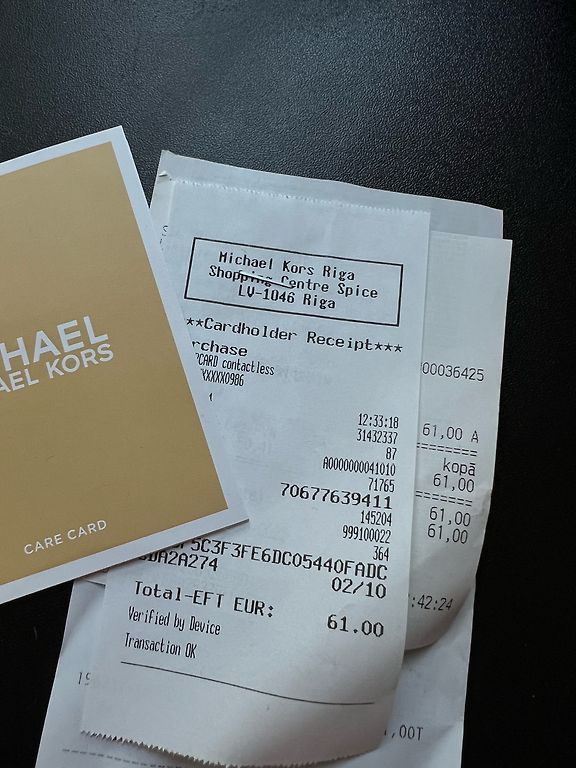 HAEL
AEL KORS
CARE CARD
Michael Kors Riga
Shopping Centre Spice
LV-1046 Riga
**Cardholder Receipt***
rchase
CARD contactless
XXXXX0986
12:33:18
31432337
87
A0000000041010
71765
70677639411
145204
999100022
364
5C3F3FE6DC05440FADC
DA2A274
02/10
Total-EFT EUR:
61.00
Verified by Device
Transaction OK
00036425
61,00 A
========
kopā
61,00
=======
61,00
61,00
:42:24
,00T